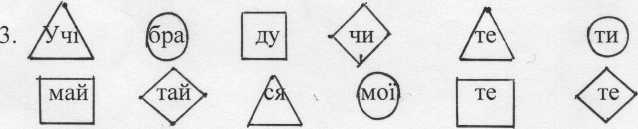 3. Учі бра ду чи те ти
май тай ся мої те те